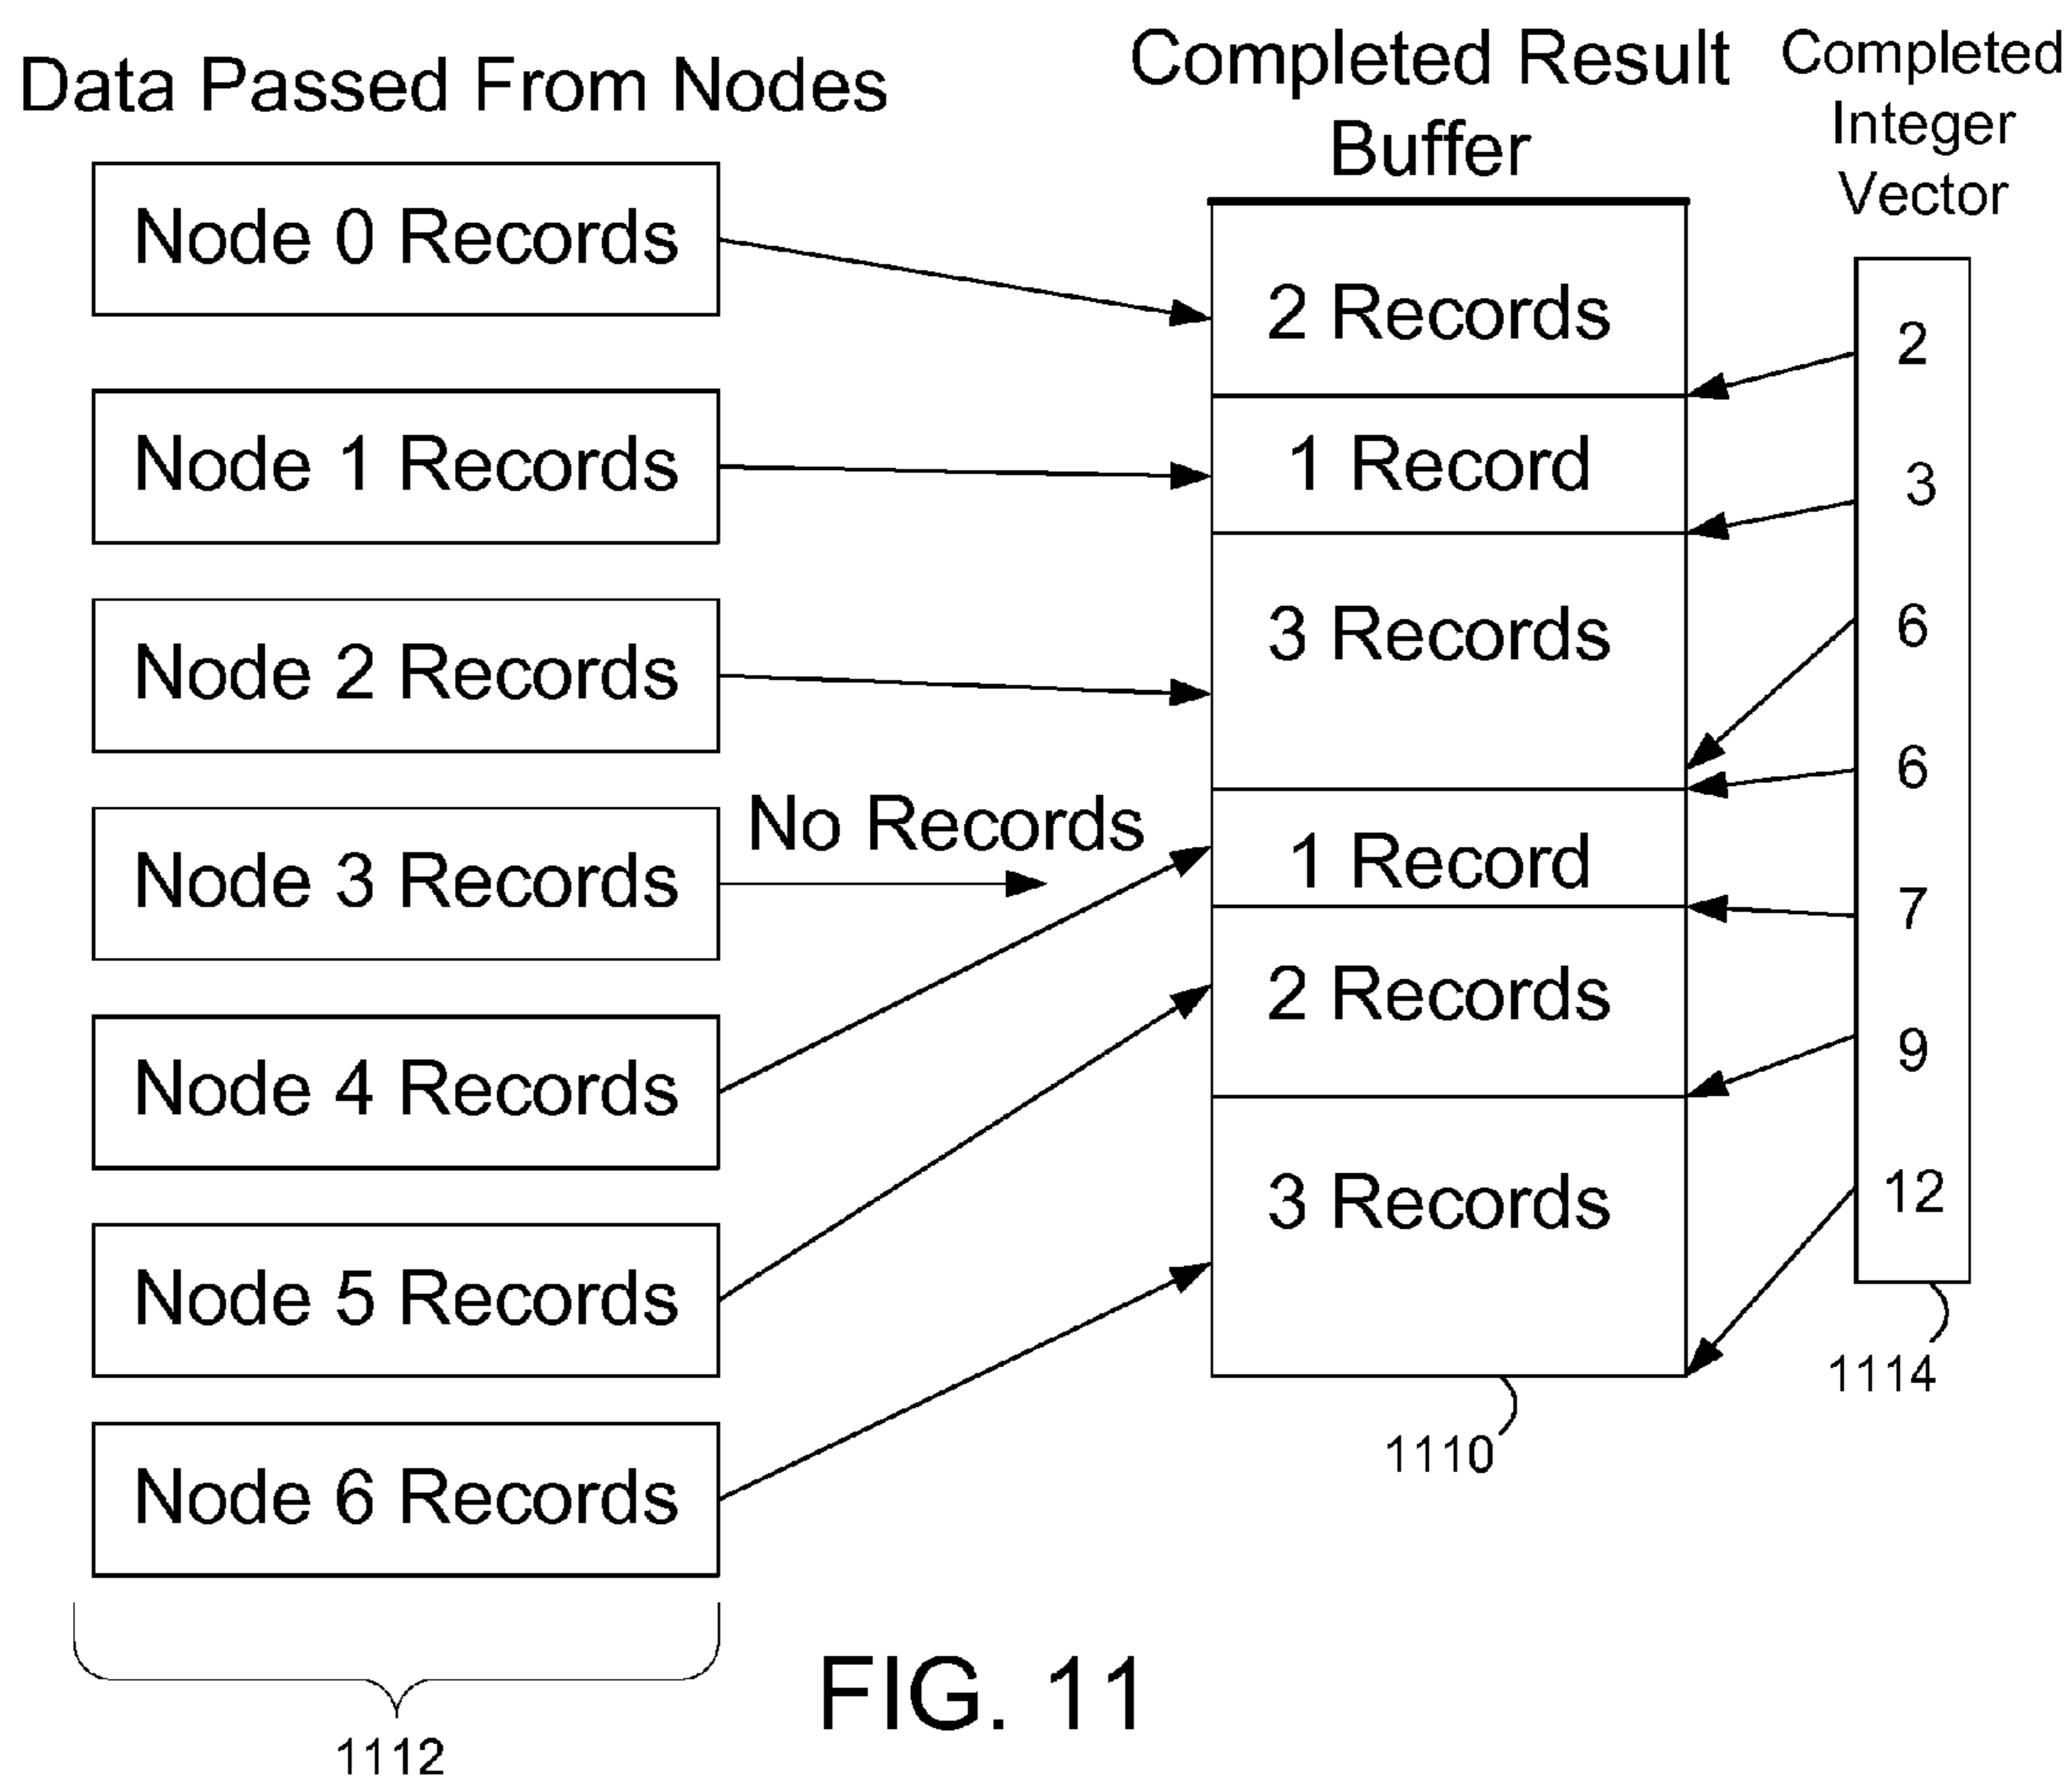 Data Passed From Nodes
Node 0 Records
Node 1 Records
Node 2 Records
Node 3 Records
Node 4 Records
Node 5 Records
Node 6 Records
1112
No Records
Completed Result
Buffer
2 Records
1 Record
3 Records
1 Record
2 Records
3 Records
1110
Completed
Integer
Vector
2
3
6
6
7
9
12
1114
FIG. 11